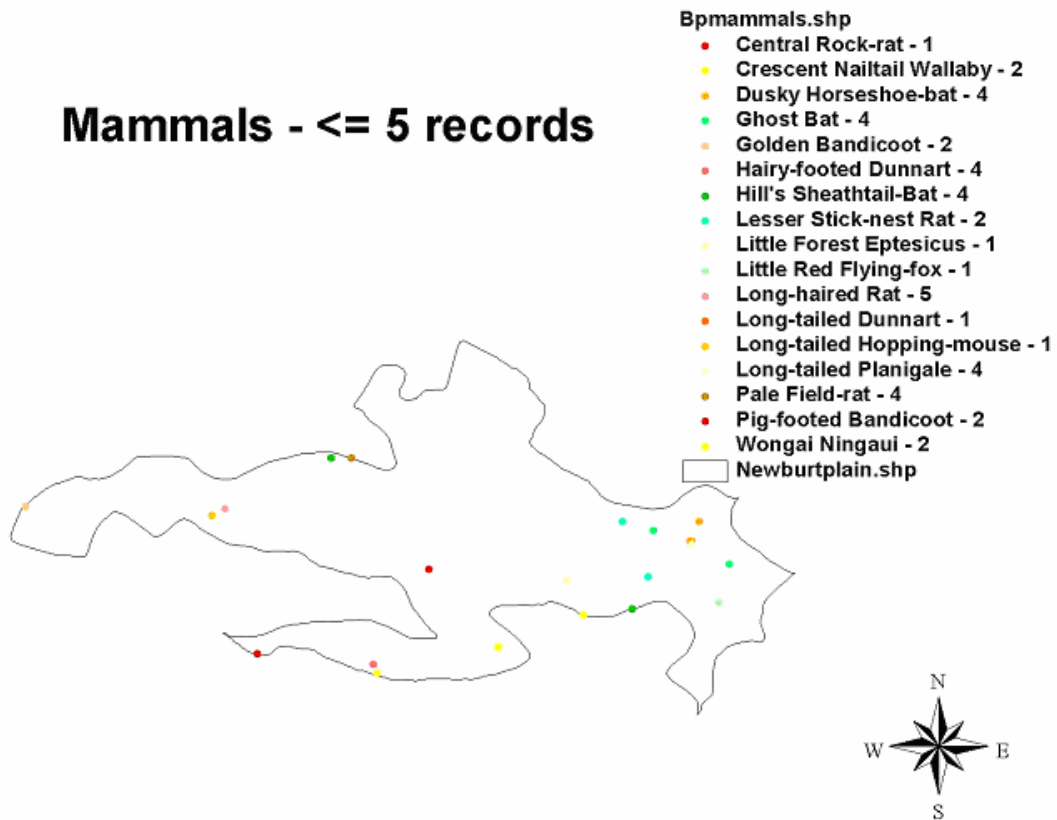 Bpmammals.shp
Central Rock-rat - 1
Crescent Nailtail Wallaby - 2
Dusky Horseshoe-bat - 4
Mammals - <= 5 records
Ghost Bat - 4
Golden Bandicoot - 2
Hairy-footed Dunnart - 4
Hill's Sheathtail-Bat - 4
Lesser Stick-nest Rat - 2
Little Forest Eptesicus - 1
Little Red Flying-fox - 1
Long-haired Rat - 5
Long-tailed Dunnart - 1
Long-tailed Hopping-mouse - 1
Long-tailed Planigale - 4
Pale Field-rat - 4
Pig-footed Bandicoot - 2
Wongai Ningaui - 2
Newburtplain.shp
N
W E
S